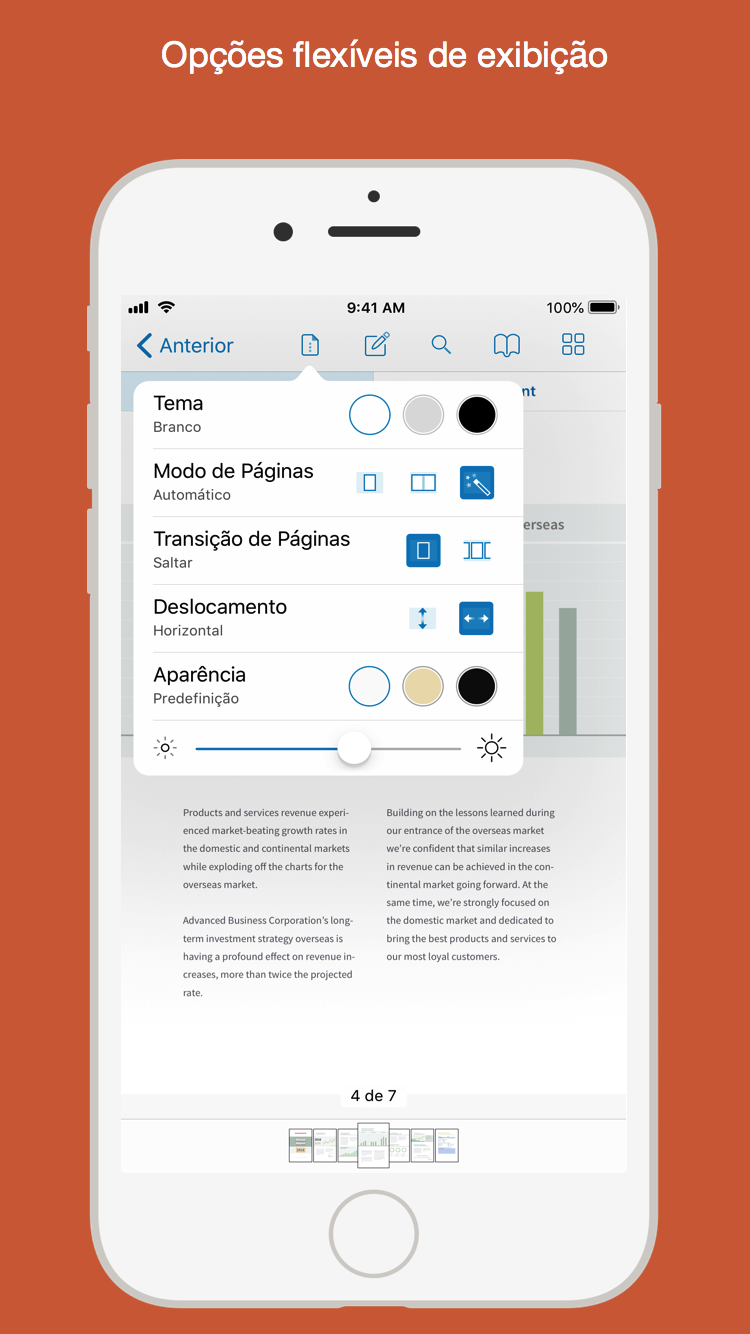 Opções flexíveis de exibição
9:41 AM
100%
Anterior
nt
Tema
Branco
Modo de Páginas
Automático
erseas
Transição de Páginas
Saltar
Deslocamento
Horizontal
Aparência
Predefinição
Products and services revenue experi-
enced market-beating growth rates in
the domestic and continental markets
while exploding off the charts for the
overseas market.
Advanced Business Corporation's long-
term investment strategy overseas is
having a profound effect on revenue in-
creases, more than twice the projected
rate.
Building on the lessons learned during
our entrance of the overseas market
we're confident that similar increases
in revenue can be achieved in the con-
tinental market going forward. At the
same time, we're strongly focused on
the domestic market and dedicated to
bring the best products and services to
our most loyal customers.
4 de 7